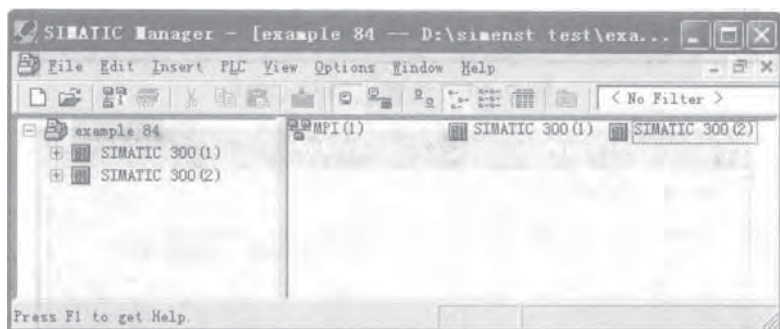 SIMATIC Manager - [example 84 -- D:\simenst test\exa...
File Edit Insert PLC View Options Window Help
< No Filter >
example 84
SIMATIC 300(1)
SIMATIC 300(2)
MPI(1)
SIMATIC 300(1)
SIMATIC 300(2)
Press F1 to get Help.